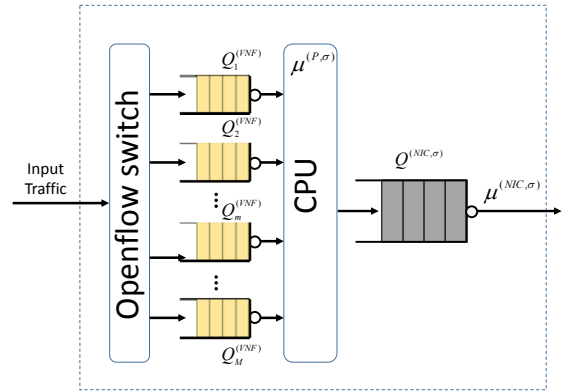 Input
Traffic
Openflow switch
Q_1^{(VNF)}
Q_2^{(VNF)}
...
Q_m^{(VNF)}
...
Q_M^{(VNF)}
μ^{(P,σ)}
CPU
Q^{(NIC,σ)}
μ^{(NIC,σ)}